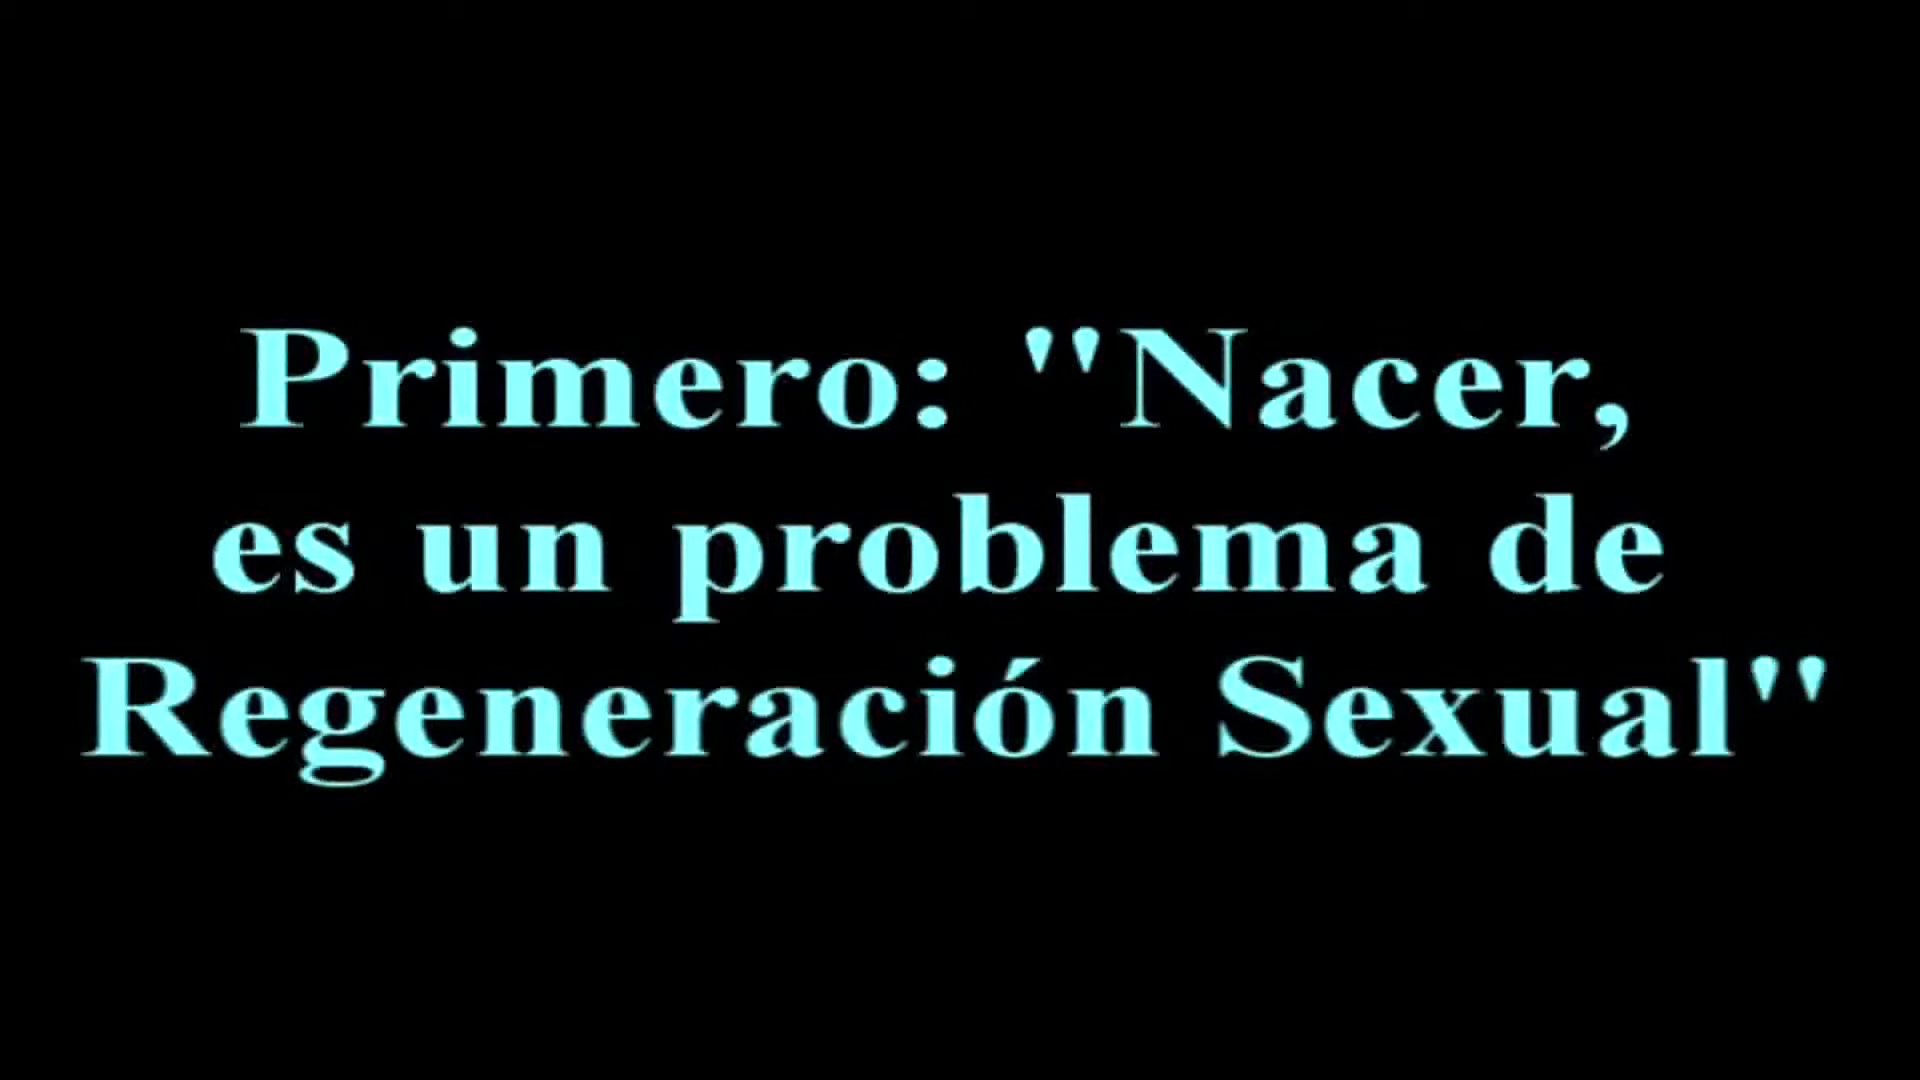 Primero: "Nacer,
es un problema de
Regeneración Sexual"